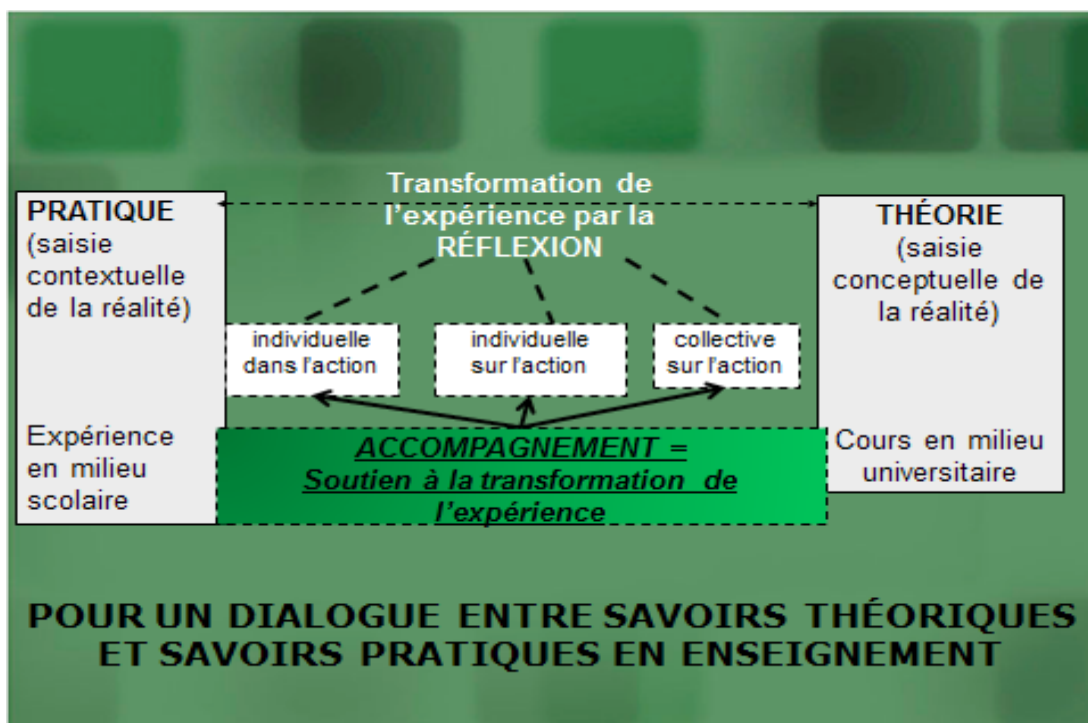 Transformation de
l'expérience par la
RÉFLEXION
PRATIQUE
(saisie
contextuelle
de la réalité)
Expérience
en milieu
scolaire
individuelle
dans l'action
individuelle
sur l'action
collective
sur l'action
THÉORIE
(saisie
conceptuelle de
la réalité)
Cours en milieu
universitaire
ACCOMPAGNEMENT =
Soutien à la transformation de
l'expérience
POUR UN DIALOGUE ENTRE SAVOIRS THÉORIQUES
ET SAVOIRS PRATIQUES EN ENSEIGNEMENT